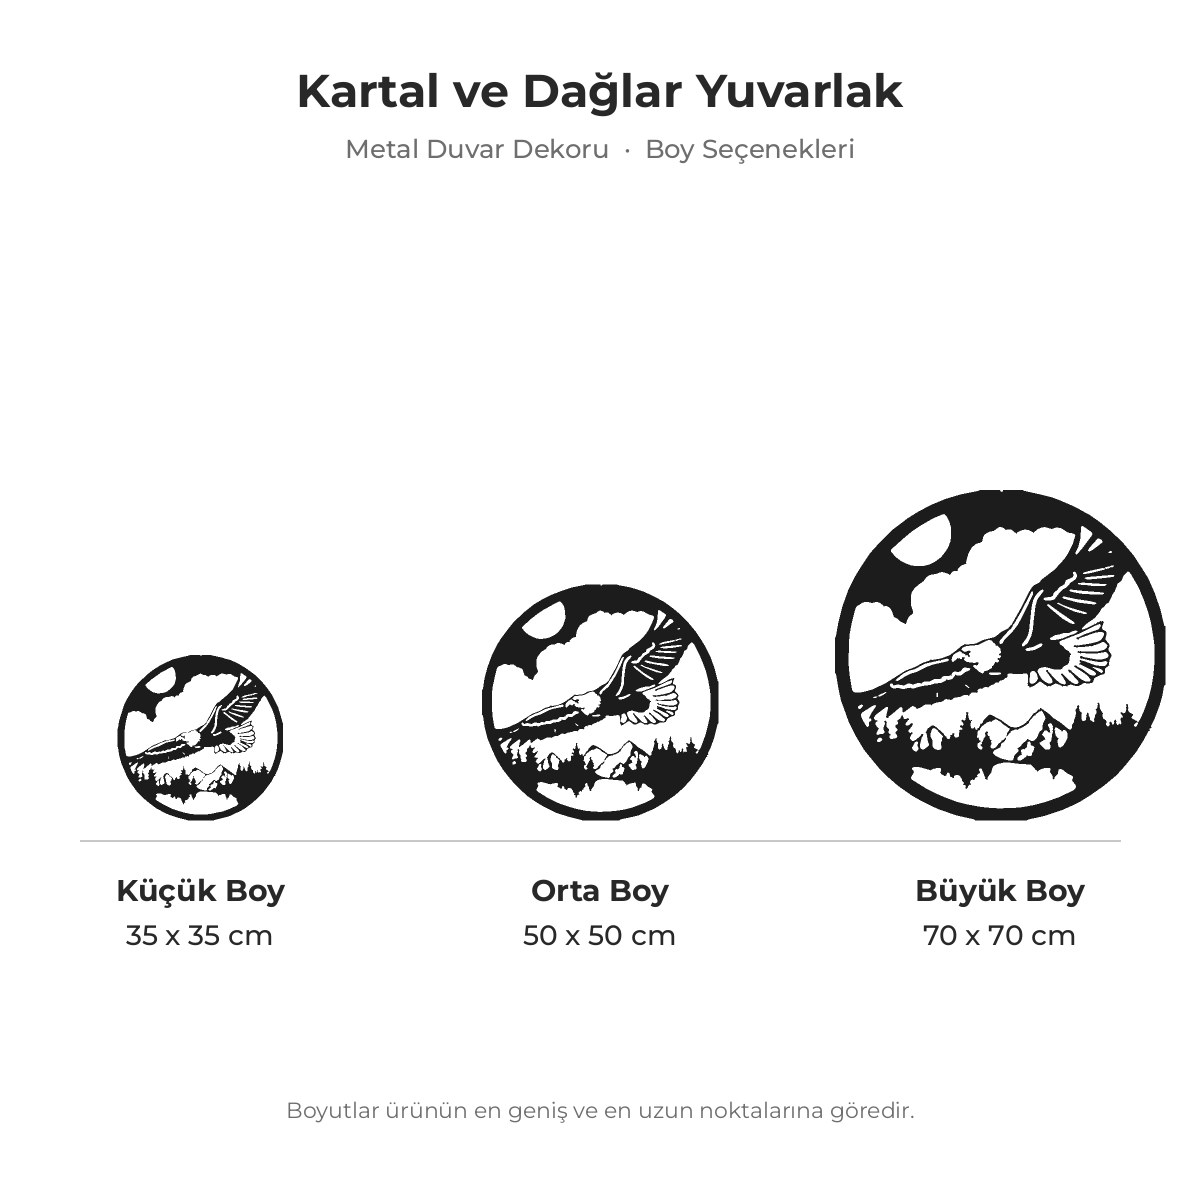 Kartal ve Dağlar Yuvarlak
Metal Duvar Dekoru · Boy Seçenekleri
Küçük Boy
35 x 35 cm
Orta Boy
50 x 50 cm
Büyük Boy
70 x 70 cm
Boyutlar ürünün en geniş ve en uzun noktalarına göredir.